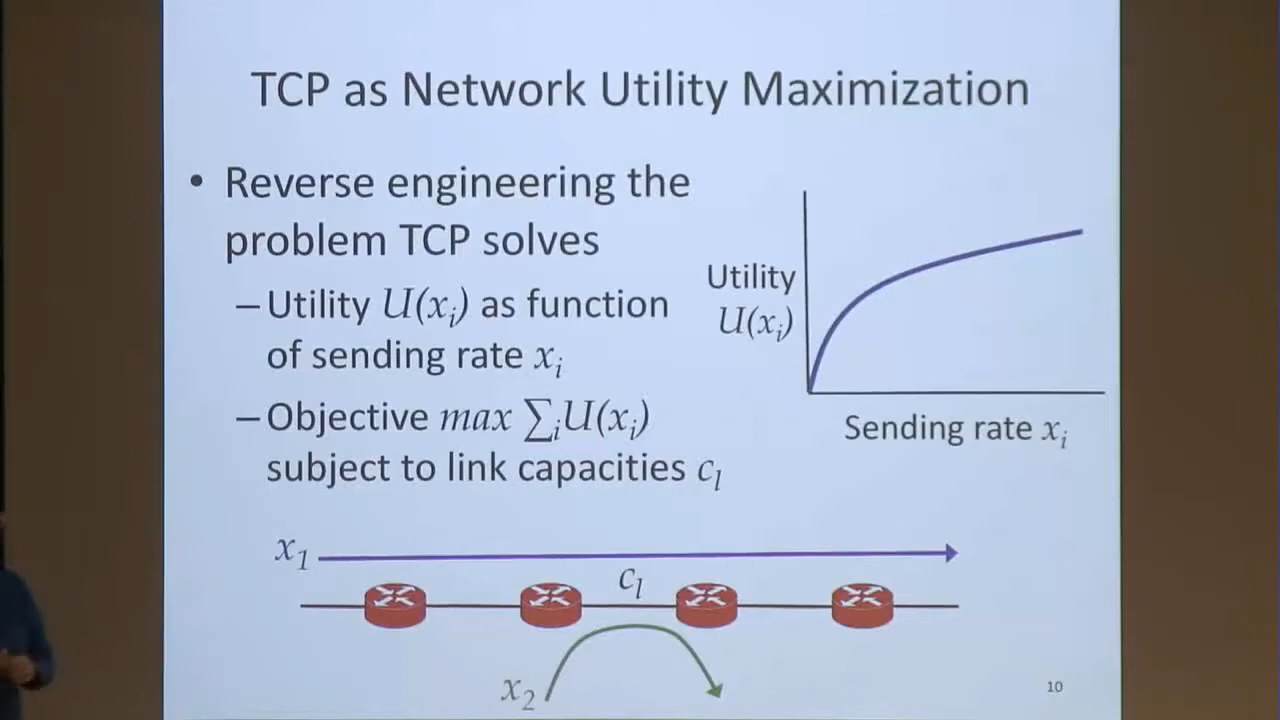 TCP as Network Utility Maximization
• Reverse engineering the
problem TCP solves
– Utility U(xᵢ) as function
of sending rate xᵢ
– Objective max ∑ᵢU(xᵢ)
subject to link capacities cₗ
Utility
U(xᵢ)
Sending rate xᵢ
x₁
cₗ
x₂
10